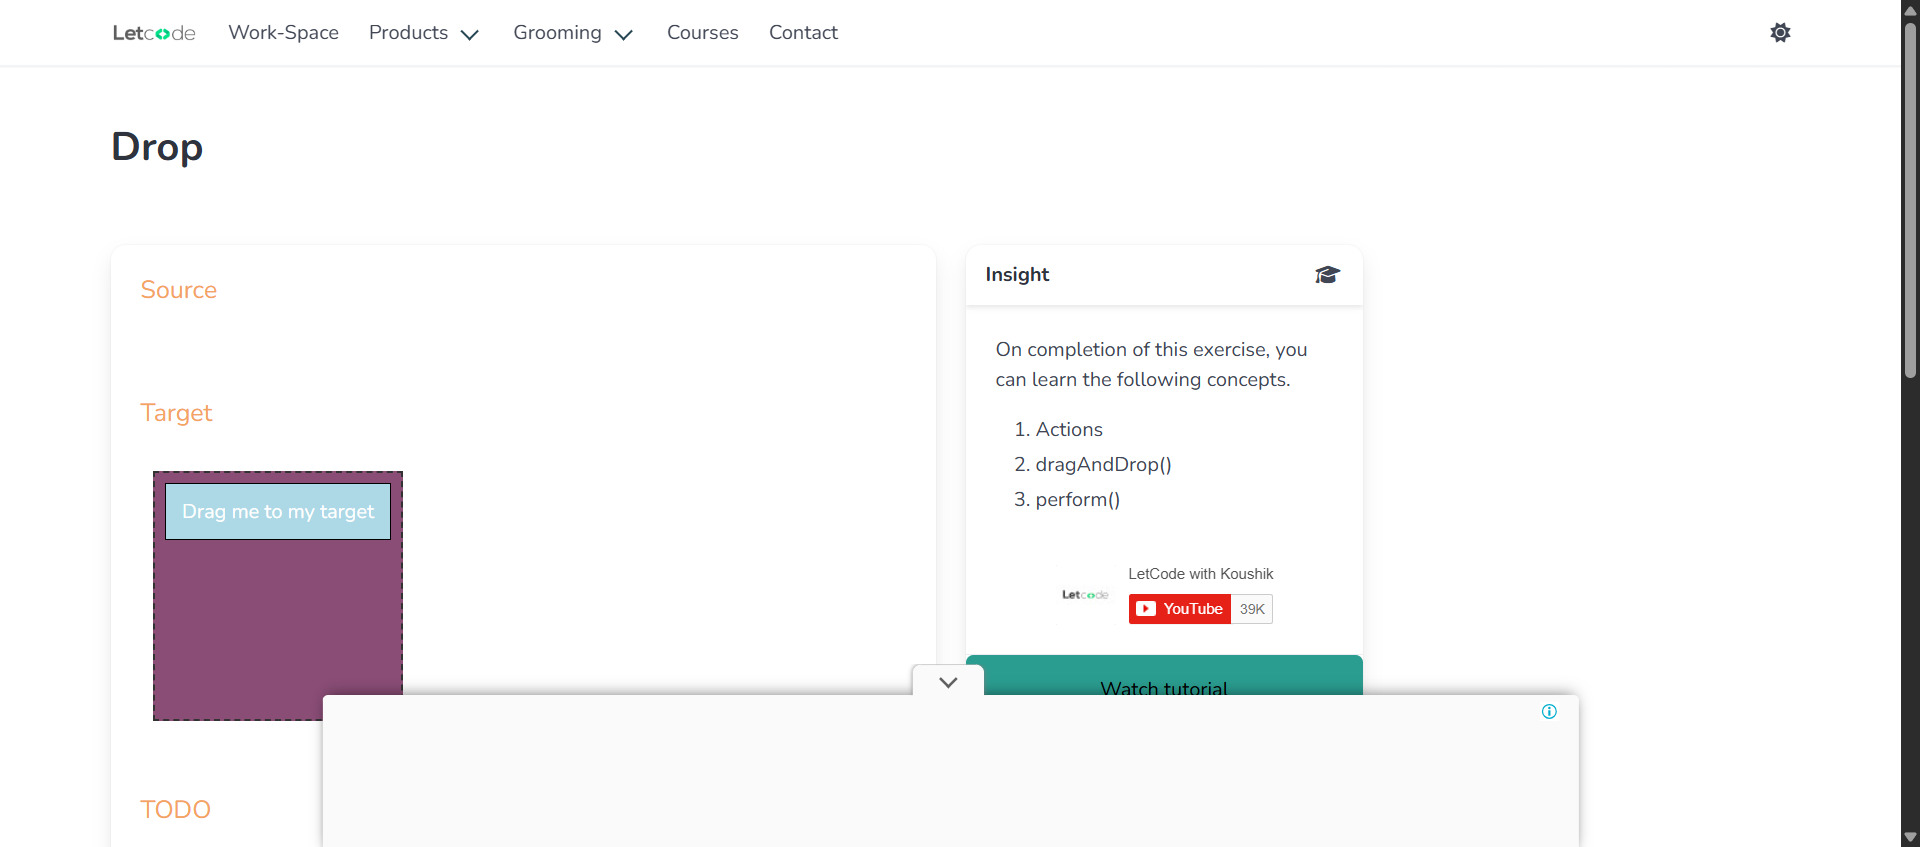 Letcode Work-Space Products Grooming Courses Contact
Drop
Source
Target
Drag me to my target
TODO
Insight
On completion of this exercise, you
can learn the following concepts.
1. Actions
2. dragAndDrop()
3. perform()
LetCode with Koushik
Letcode
YouTube 39K
Watch tutorial